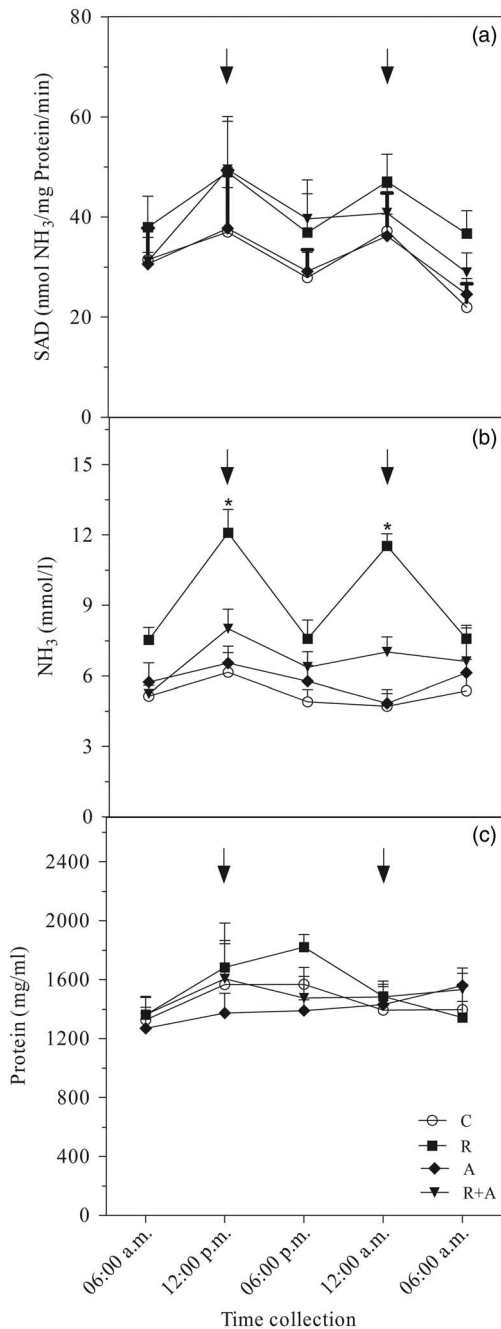 (a)
80
60
40
20
0
SAD (nmol NH₃/mg Protein/min)
(b)
15
12
9
6
3
0
NH₃ (mmol/l)
*
*
(c)
2400
2000
1600
1200
800
400
0
Protein (mg/ml)
C
R
A
R+A
06:00 a.m.
12:00 p.m.
06:00 p.m.
12:00 a.m.
06:00 a.m.
Time collection